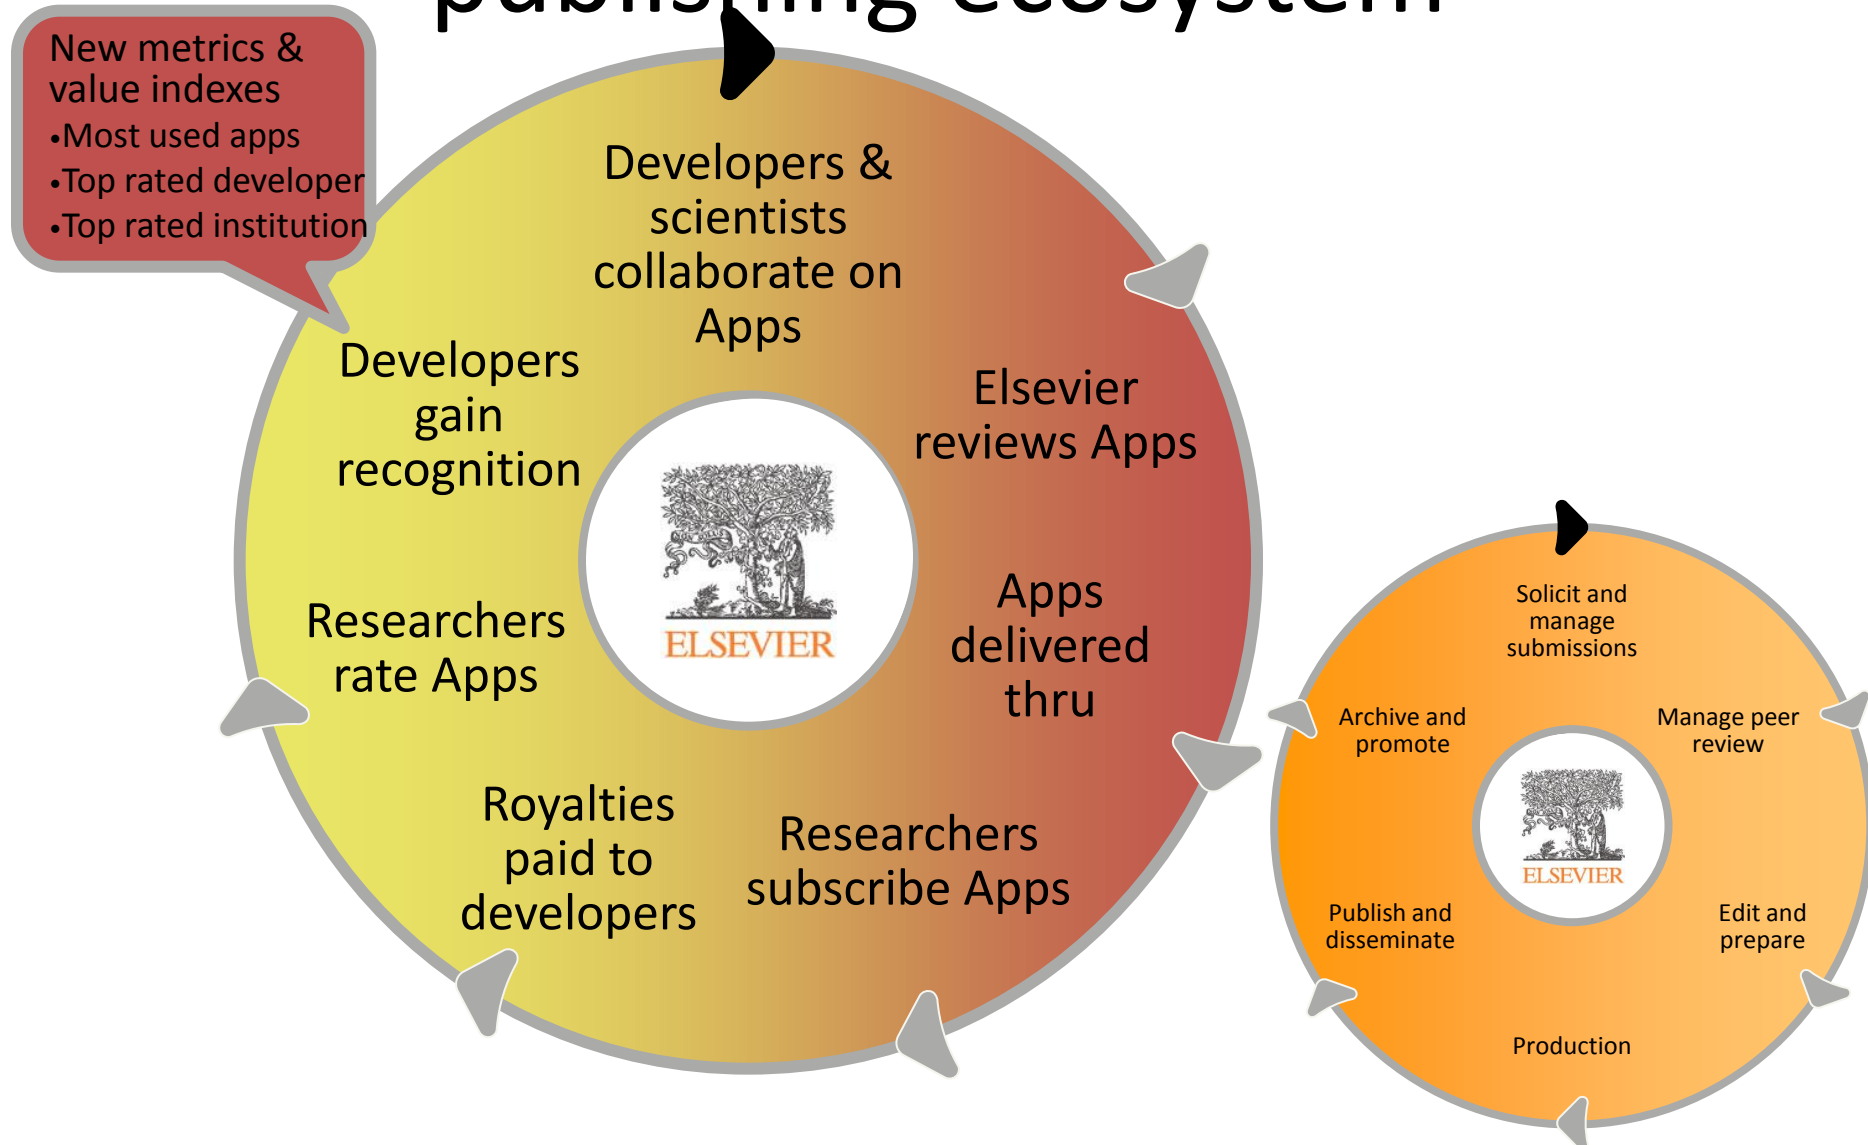 publishing ecosystem
New metrics &
value indexes
•Most used apps
•Top rated developer
•Top rated institution
Developers &
scientists
collaborate on
Apps
Elsevier
reviews Apps
Apps
delivered
thru
Researchers
subscribe Apps
Royalties
paid to
developers
Researchers
rate Apps
Developers
gain
recognition
ELSEVIER
Solicit and
manage
submissions
Manage peer
review
Edit and
prepare
Production
Publish and
disseminate
Archive and
promote
ELSEVIER